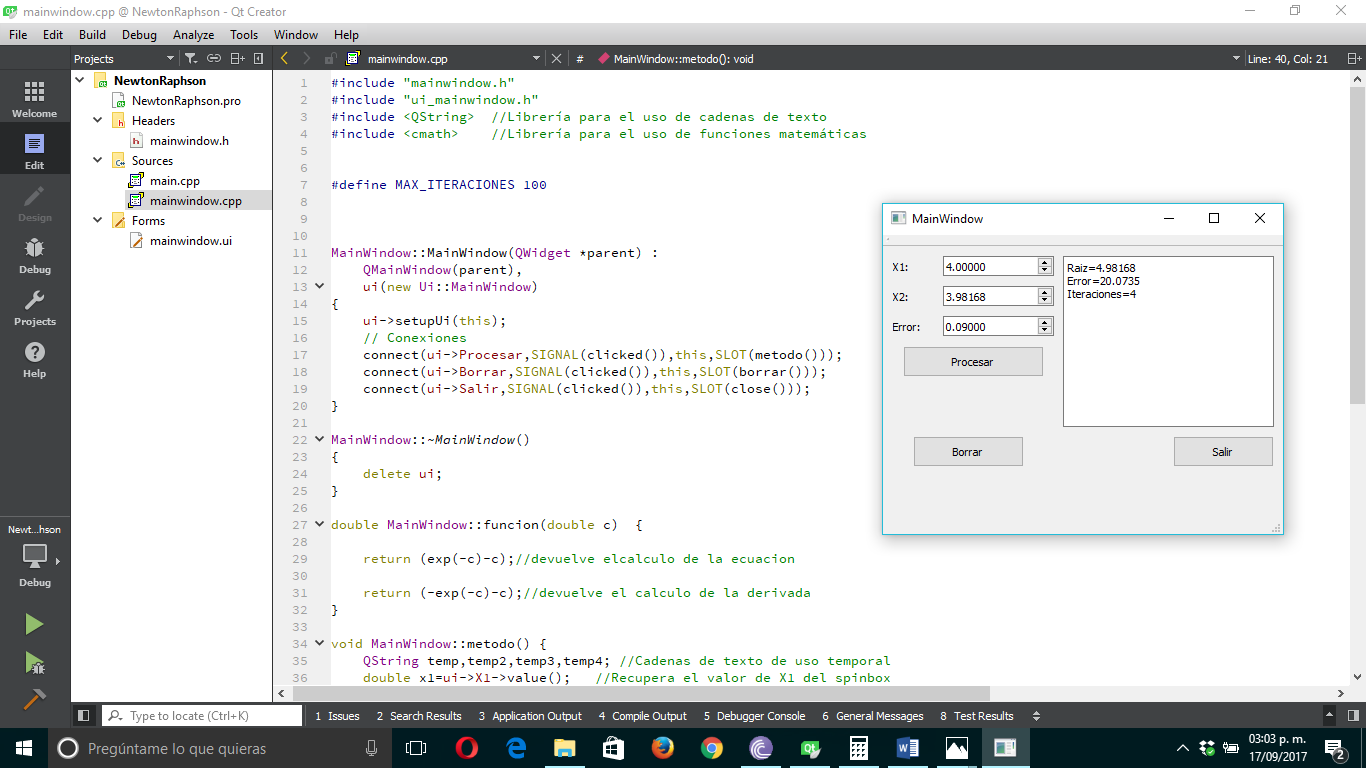 mainwindow.cpp @ NewtonRaphson - Qt Creator
File Edit Build Debug Analyze Tools Window Help
Projects
mainwindow.cpp
#
MainWindow::metodo(): void
Line: 40, Col: 21
Welcome
Edit
Design
Debug
Projects
Help
Newt...hson
Debug
NewtonRaphson
NewtonRaphson.pro
Headers
mainwindow.h
Sources
main.cpp
mainwindow.cpp
Forms
mainwindow.ui
1 #include "mainwindow.h"
2 #include "ui_mainwindow.h"
3 #include <QString>  //Librería para el uso de cadenas de texto
4 #include <cmath>    //Librería para el uso de funciones matemáticas
5
6
7 #define MAX_ITERACIONES 100
8
9
10
11 MainWindow::MainWindow(QWidget *parent) :
12     QMainWindow(parent),
13     ui(new Ui::MainWindow)
14 {
15     ui->setupUi(this);
16     // Conexiones
17     connect(ui->Procesar,SIGNAL(clicked()),this,SLOT(metodo()));
18     connect(ui->Borrar,SIGNAL(clicked()),this,SLOT(borrar()));
19     connect(ui->Salir,SIGNAL(clicked()),this,SLOT(close()));
20 }
21
22 MainWindow::~MainWindow()
23 {
24     delete ui;
25 }
26
27 double MainWindow::funcion(double c)  {
28
29     return (exp(-c)-c);//devuelve elcalculo de la ecuacion
30
31     return (-exp(-c)-c);//devuelve el calculo de la derivada
32 }
33
34 void MainWindow::metodo() {
35     QString temp,temp2,temp3,temp4; //Cadenas de texto de uso temporal
36     double x1=ui->X1->value();   //Recupera el valor de X1 del spinbox
MainWindow
X1: 4.00000
X2: 3.98168
Error: 0.09000
Procesar
Borrar
Raiz=4.98168
Error=20.0735
Iteraciones=4
Salir
Type to locate (Ctrl+K)
1 Issues 2 Search Results 3 Application Output 4 Compile Output 5 Debugger Console 6 General Messages 8 Test Results
Pregúntame lo que quieras
03:03 p. m.
17/09/2017
2